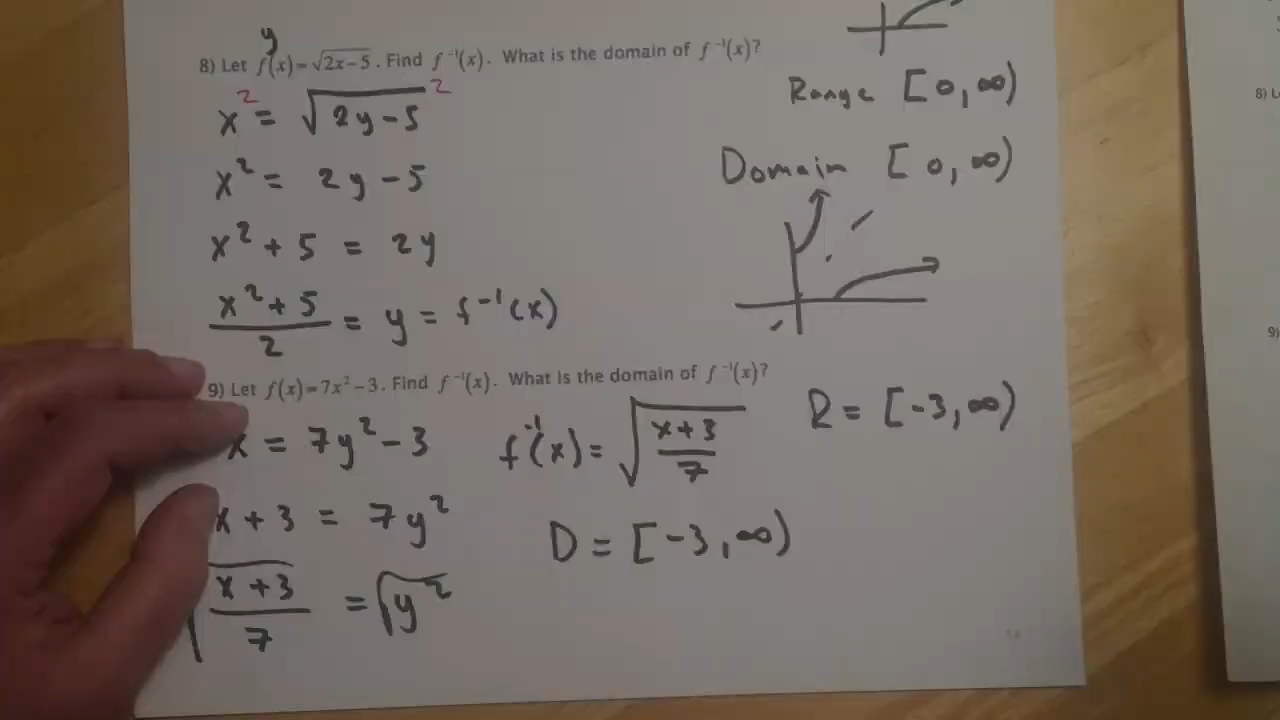 y
8) Let f(x)=√(2x-5). Find f⁻¹(x). What is the domain of f⁻¹(x)?
x² = √(2y-5)²
x² = 2y-5
x² + 5 = 2y
(x²+5)/2 = y = f⁻¹(x)
Range [0,∞)
Domain [0,∞)
9) Let f(x)=7x²-3. Find f⁻¹(x). What is the domain of f⁻¹(x)?
x = 7y²-3
x+3 = 7y²
√((x+3)/7) = √(y²)
f⁻¹(x) = √((x+3)/7)
D = [-3,∞)
R = [-3,∞)
8) L
9)